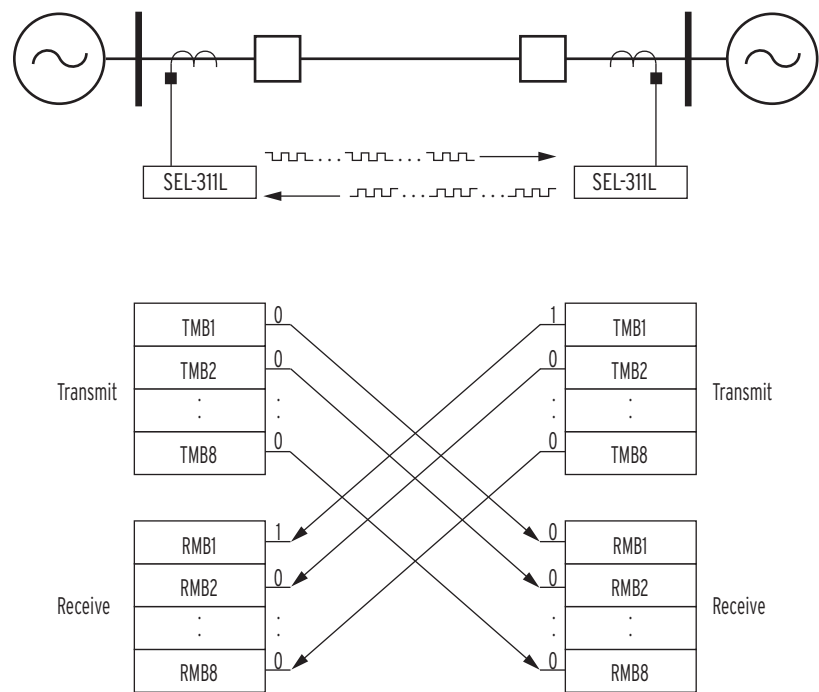 SEL-311L SEL-311L
0 1
TMB1 TMB1
0 0
TMB2 TMB2
Transmit Transmit
0 0
TMB8 TMB8
1 0
RMB1 RMB1
0 0
RMB2 RMB2
Receive Receive
0 0
RMB8 RMB8